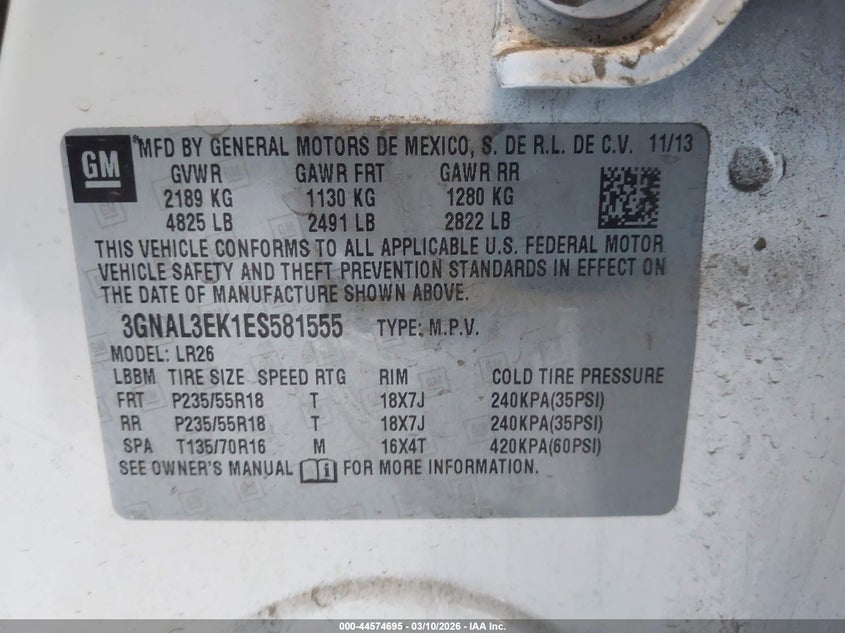 GM *MFD BY GENERAL MOTORS DE MEXICO, S. DE R.L. DE C.V. 11/13
GVWR GAWR FRT GAWR RR
2189 KG 1130 KG 1280 KG
4825 LB 2491 LB 2822 LB
THIS VEHICLE CONFORMS TO ALL APPLICABLE U.S. FEDERAL MOTOR
VEHICLE SAFETY AND THEFT PREVENTION STANDARDS IN EFFECT ON
THE DATE OF MANUFACTURE SHOWN ABOVE.
3GNAL3EK1ES581555 TYPE: M.P.V.
MODEL: LR26
LBBM TIRE SIZE SPEED RTG RIM COLD TIRE PRESSURE
FRT P235/55R18 T 18X7J 240KPA(35PSI)
RR P235/55R18 T 18X7J 240KPA(35PSI)
SPA T135/70R16 M 16X4T 420KPA(60PSI)
SEE OWNER'S MANUAL i FOR MORE INFORMATION.
000-44574695 - 03/10/2026 - IAA Inc.